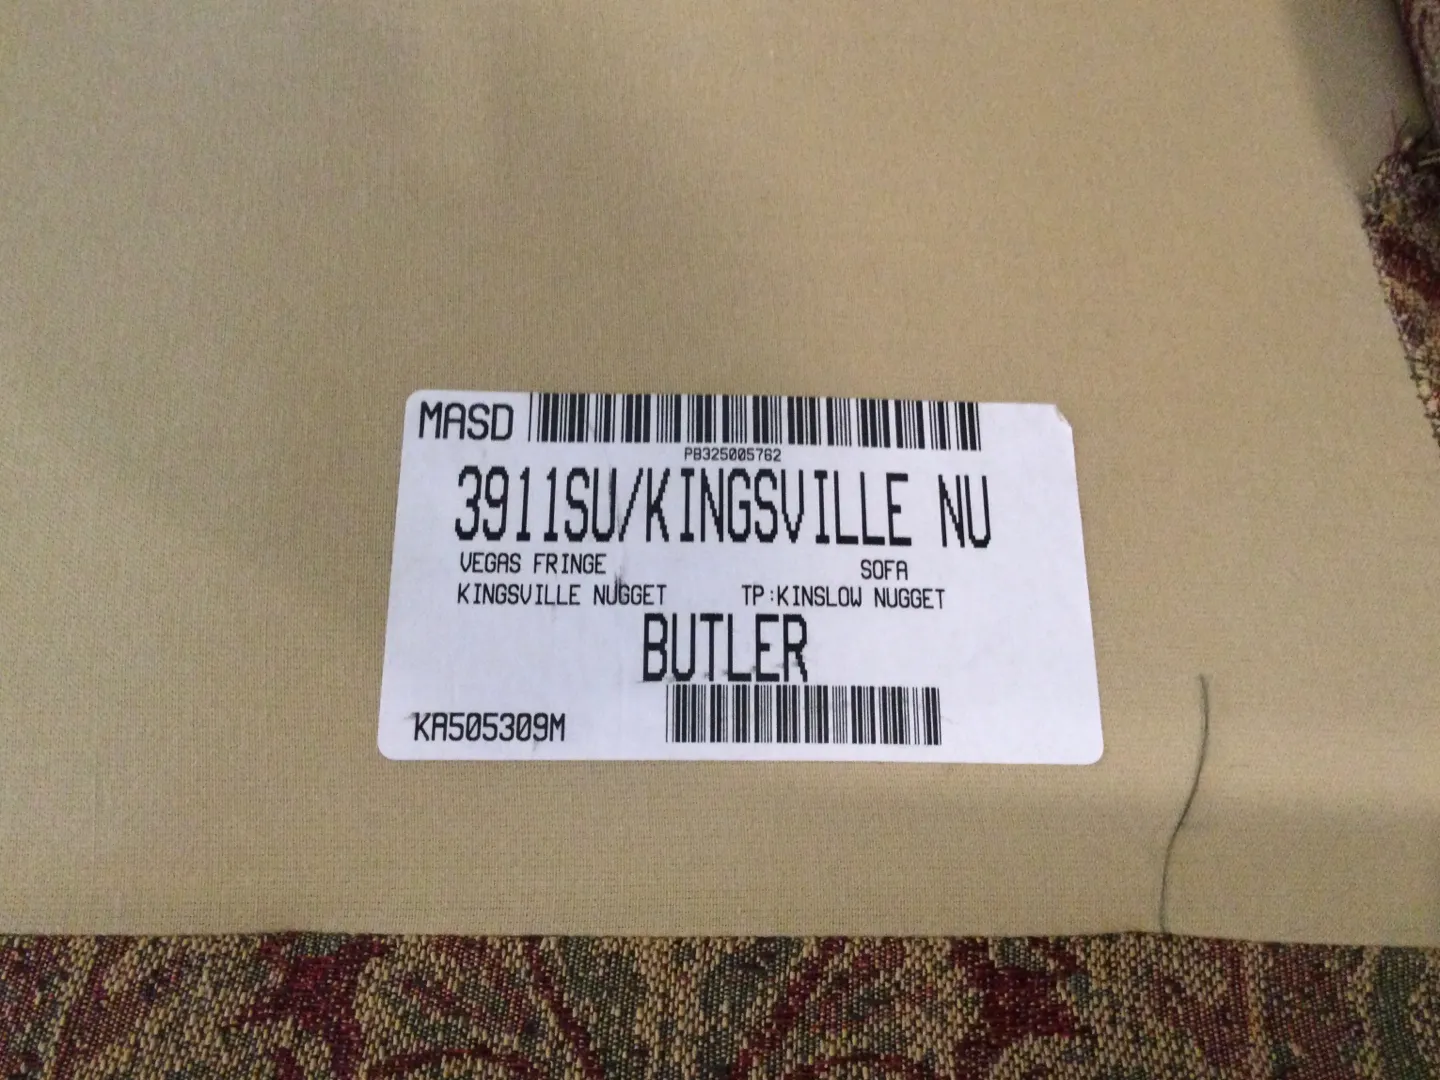 MASD
PB325005762
3911SU/KINGSVILLE NU
VEGAS FRINGE SOFA
KINGSVILLE NUGGET TP:KINSLOW NUGGET
BUTLER
KA505309M